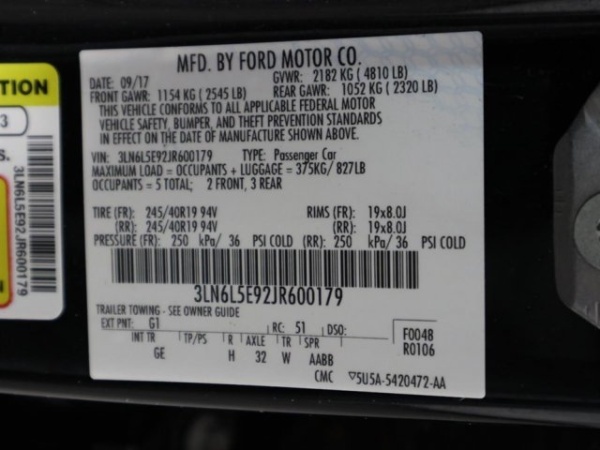 MFD. BY FORD MOTOR CO.
DATE: 09/17 GVWR: 2182 KG ( 4810 LB)
FRONT GAWR: 1154 KG ( 2545 LB) REAR GAWR: 1052 KG ( 2320 LB)
THIS VEHICLE CONFORMS TO ALL APPLICABLE FEDERAL MOTOR
VEHICLE SAFETY, BUMPER, AND THEFT PREVENTION STANDARDS
IN EFFECT ON THE DATE OF MANUFACTURE SHOWN ABOVE.
VIN: 3LN6L5E92JR600179 TYPE: Passenger Car
MAXIMUM LOAD = OCCUPANTS + LUGGAGE = 375KG/ 827LB
OCCUPANTS = 5 TOTAL; 2 FRONT, 3 REAR
TIRE (FR): 245/40R19 94V RIMS (FR): 19x8.0J
(RR): 245/40R19 94V (RR): 19x8.0J
PRESSURE (FR): 250 kPa/ 36 PSI COLD (RR) 250 kPa/ 36 PSI COLD
3LN6L5E92JR600179
TRAILER TOWING - SEE OWNER GUIDE
EXT PNT: G1 RC: 51 DSO: F0048
INT TR TP/PS R AXLE TR SPR R0106
GE H 32 W AABB
CMC ▽5U5A-5420472-AA
ATION
3
s.
3LN6L5E92JR600179